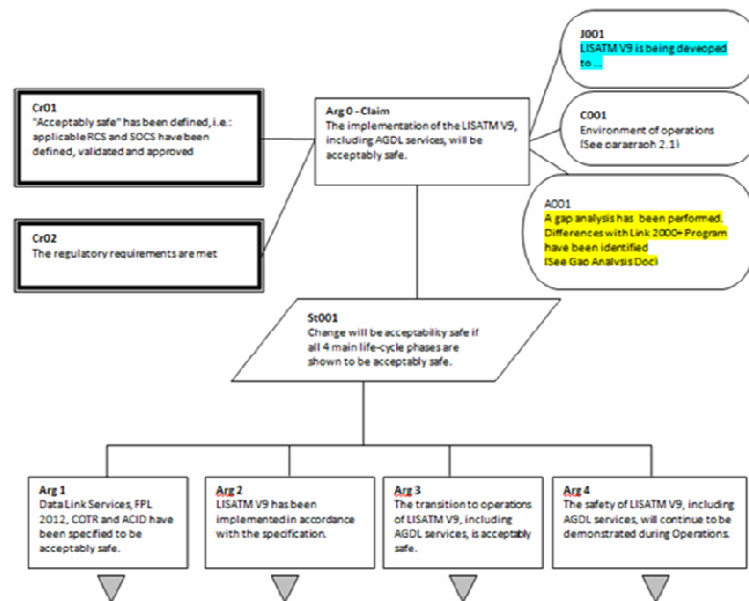 J001
LISATM V9 is being deveoped
to ...
Cr01
"Acceptably safe" has been defined, i.e.:
applicable RCS and SOCS have been
defined, validated and approved
Arg 0 - Claim
The implementation of the LISATM V9,
including AGDL services, will be
acceptably safe.
C001
Environment of operations
(See paragraph 2.1)
A001
A gap analysis has been performed.
Differences with Link 2000+ Program
have been identified
(See Gap Analysis Doc)
Cr02
The regulatory requirements are met
St001
Change will be acceptability safe if
all 4 main life-cycle phases are
shown to be acceptably safe.
Arg 1
Data Link Services, FPL
2012, COTR and ACID have
been specified to be
acceptably safe.
Arg 2
LISATM V9 has been
implemented in accordance
with the specification.
Arg 3
The transition to operations
of LISATM V9, including
AGDL services, is acceptably
safe.
Arg 4
The safety of LISATM V9, including
AGDL services, will continue to be
demonstrated during Operations.